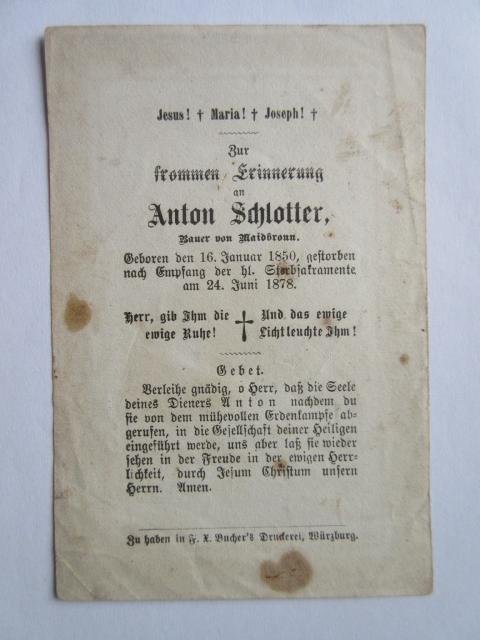 Jesus! † Maria! † Joseph! †
Zur
frommen Erinnerung
an
Anton Schlotter,
Bauer von Maidbronn.
Geboren den 16. Januar 1850, gestorben
nach Empfang der hl. Sterbsakramente
am 24. Juni 1878.
Herr, gib Ihm die
ewige Ruhe!
†
Und das ewige
Licht leuchte Ihm!
Gebet.
Verleihe gnädig, o Herr, daß die Seele
deines Dieners Anton nachdem du
sie von dem mühevollen Erdenkampfe ab-
gerufen, in die Gesellschaft deiner Heiligen
eingeführt werde, uns aber laß sie wieder
sehen in der Freude in der ewigen Herr-
lichkeit, durch Jesum Christum unsern
Herrn. Amen.
Zu haben in F. X. Bucher's Druckerei, Würzburg.